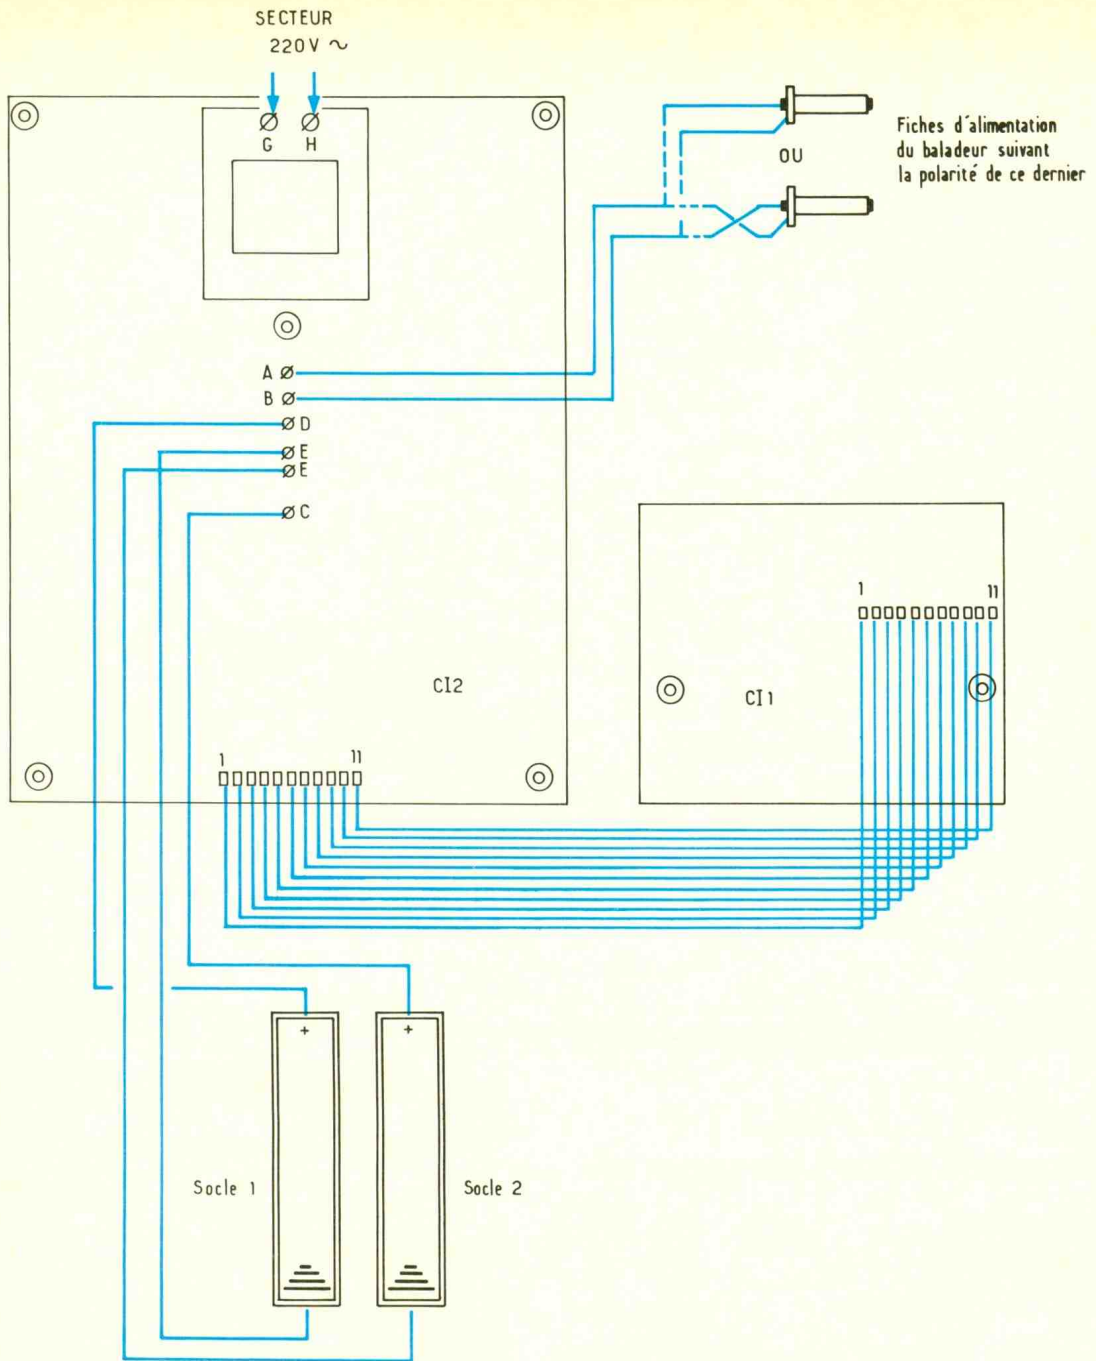 SECTEUR
220V ~
G H
Fiches d'alimentation
du baladeur suivant
la polarité de ce dernier
OU
A
B
D
E
E
C
1 11
CI1
CI2
1 11
+ +
Socle 1
Socle 2